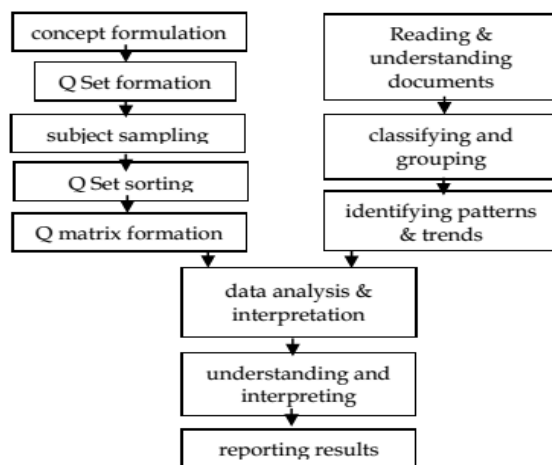 concept formulation
Q Set formation
subject sampling
Q Set sorting
Q matrix formation
Reading &
understanding
documents
classifying and
grouping
identifying patterns
& trends
data analysis &
interpretation
understanding and
interpreting
reporting results